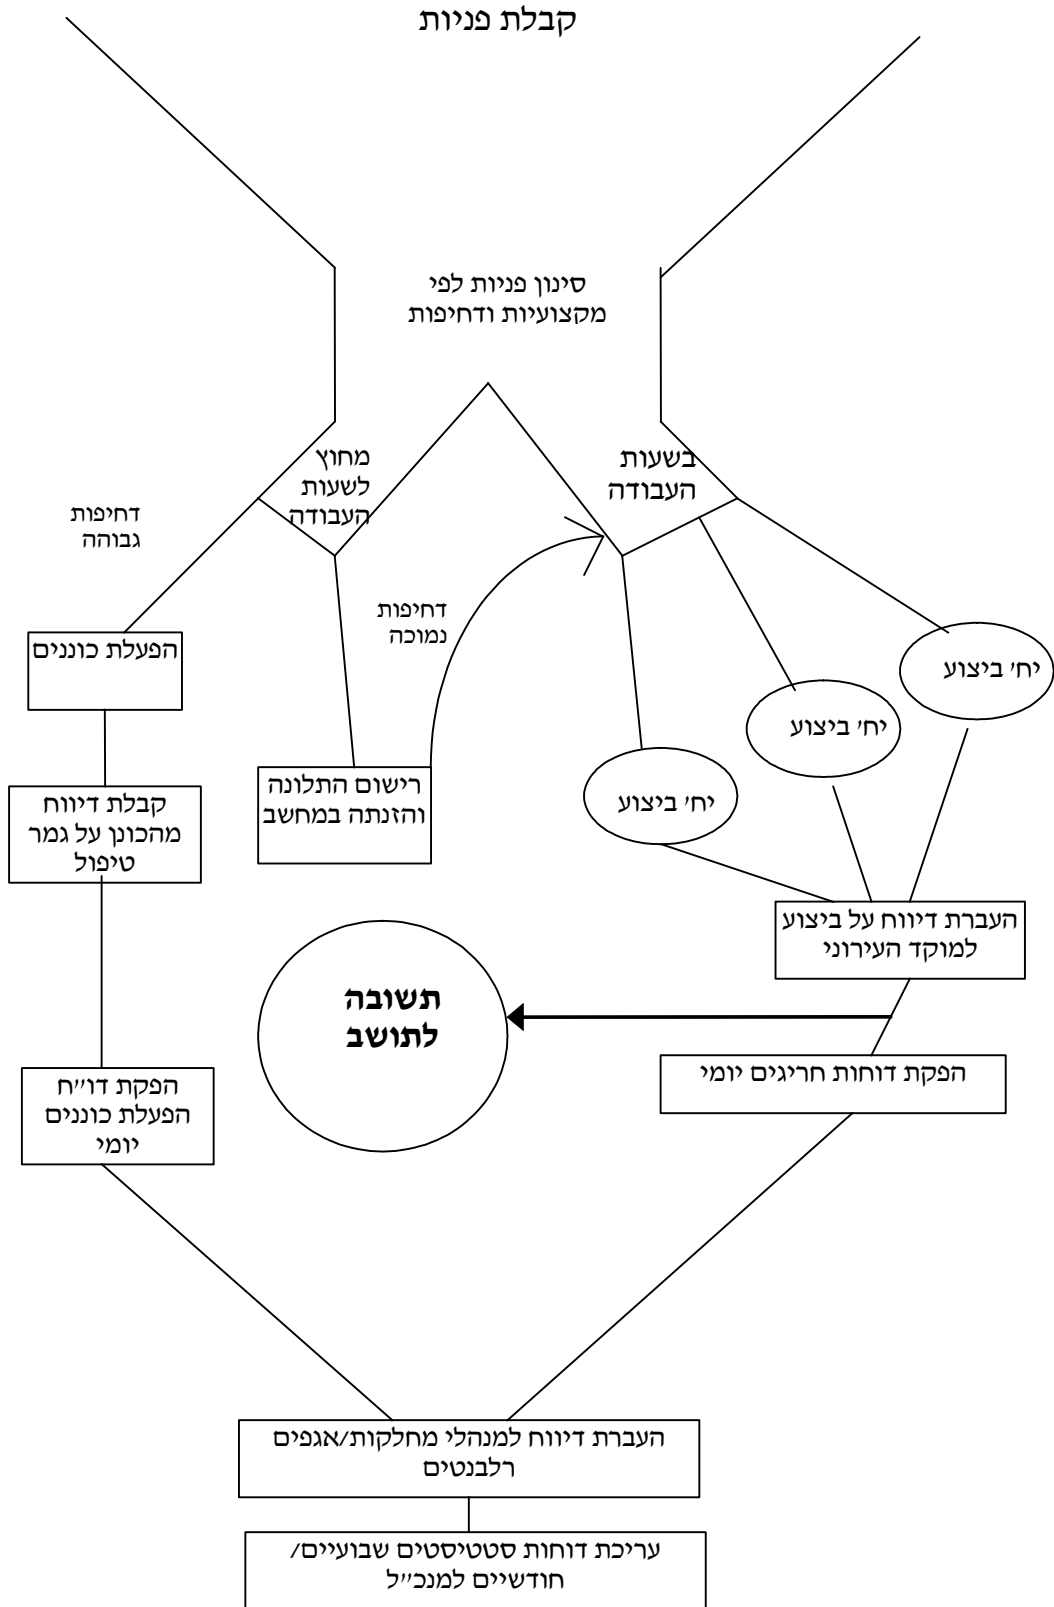 קבלת פניות
סינון פניות לפי
מקצועיות ודחיפות
בשעות
העבודה
מחוץ
לשעות
העבודה
דחיפות
גבוהה
דחיפות
נמוכה
הפעלת כוננים
יח' ביצוע
יח' ביצוע
יח' ביצוע
רישום התלונה
והזנתה במחשב
קבלת דיווח
מהכונן על גמר
טיפול
העברת דיווח על ביצוע
למוקד העירוני
תשובה
לתושב
הפקת דוחות חריגים יומי
הפקת דו"ח
הפעלת כוננים
יומי
העברת דיווח למנהלי מחלקות/אגפים
רלבנטים
עריכת דוחות סטטיסטים שבועיים/
חודשיים למנכ"ל